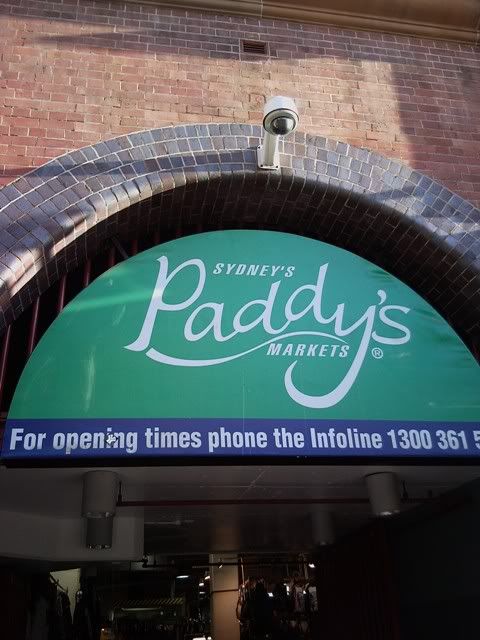 SYDNEY'S
Paddy's
MARKETS ®
For opening times phone the Infoline 1300 361